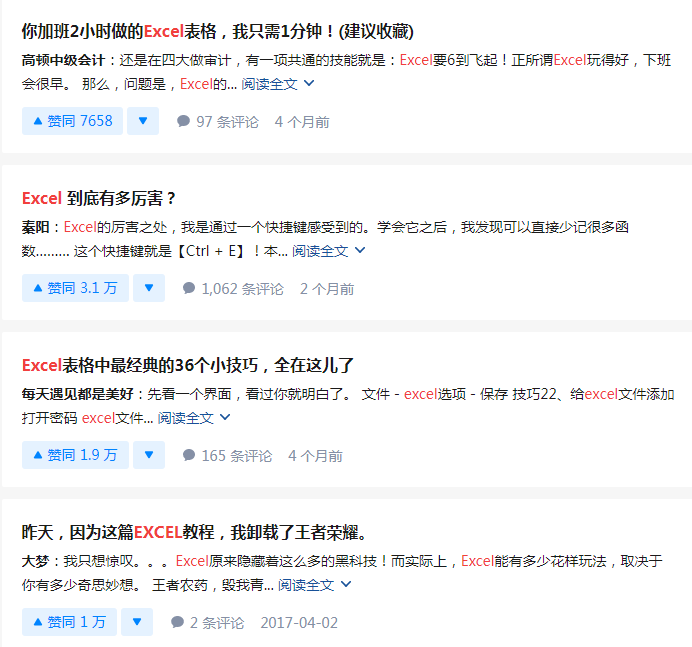 你加班2小时做的Excel表格，我只需1分钟！(建议收藏)
高顿中级会计：还是在四大做审计，有一项共通的技能就是：Excel要6到飞起！正所谓Excel玩得好，下班
会很早。 那么，问题是，Excel的... 阅读全文
赞同 7658 97 条评论 4 个月前
Excel 到底有多厉害？
秦阳：Excel的厉害之处，我是通过一个快捷键感受到的。学会它之后，我发现可以直接少记很多函
数……… 这个快捷键就是【Ctrl + E】！本... 阅读全文
赞同 3.1 万 1,062 条评论 2 个月前
Excel表格中最经典的36个小技巧，全在这儿了
每天遇见都是美好：先看一个界面，看过你就明白了。 文件 - excel选项 - 保存 技巧22、给excel文件添加
打开密码 excel文件... 阅读全文
赞同 1.9 万 165 条评论 4 个月前
昨天，因为这篇EXCEL教程，我卸载了王者荣耀。
大梦：我只想惊叹。。。Excel原来隐藏着这么多的黑科技！而实际上，Excel能有多少花样玩法，取决于
你有多少奇思妙想。 王者农药，毁我青... 阅读全文
赞同 1 万 2 条评论 2017-04-02